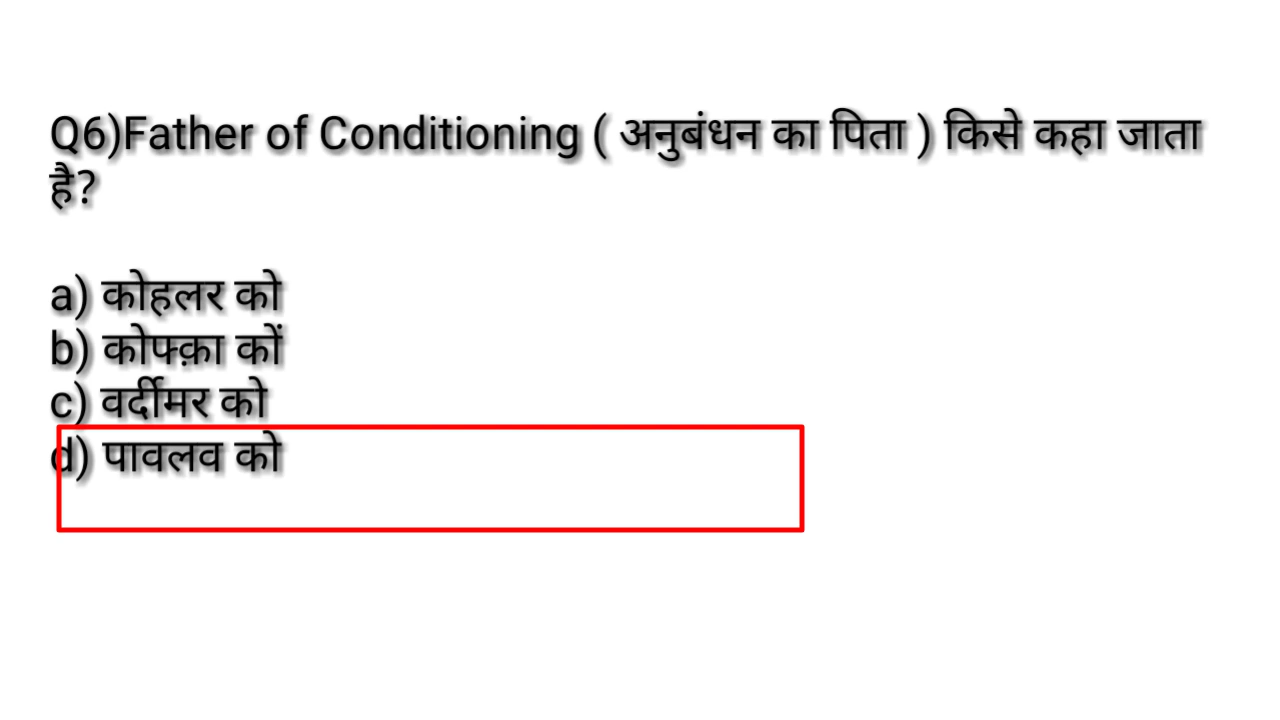 Q6)Father of Conditioning ( अनुबंधन का पिता ) किसे कहा जाता
है?
a) कोहलर को
b) कोफ्क़ा कों
c) वर्दीमर को
d) पावलव को